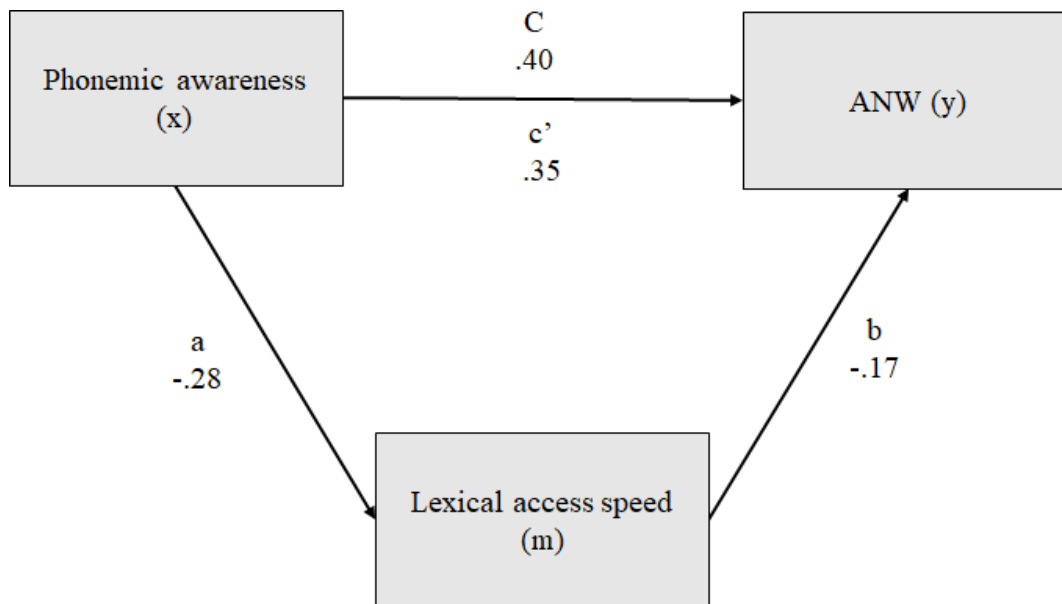 Phonemic awareness
(x)
C
.40
c’
.35
ANW (y)
a
-.28
b
-.17
Lexical access speed
(m)